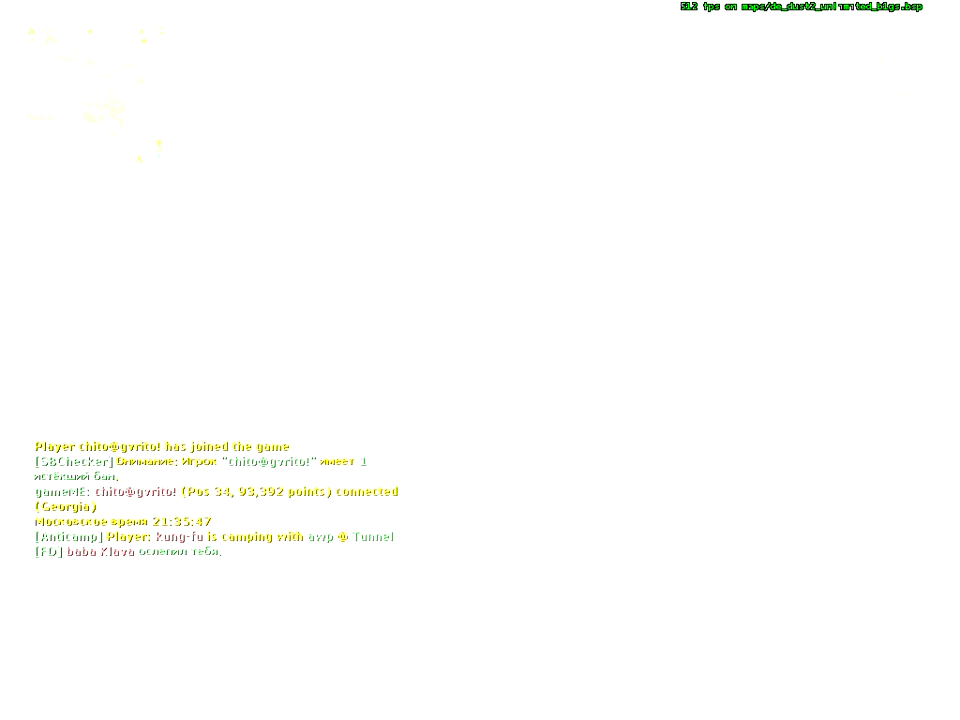 512 fps on maps/de_dust2_unlimited_bigs.bsp
Player chito@gvrito! has joined the game
[SBChecker] Внимание: Игрок "chito@gvrito!" имеет 1
истёкший бан.
gameME: chito@gvrito! (Pos 34, 93,392 points) connected
(Georgia)
Московское время 21:35:47
[Anticamp] Player: kung-fu is camping with awp @ Tunnel
[FD] baba Klava ослепил тебя.